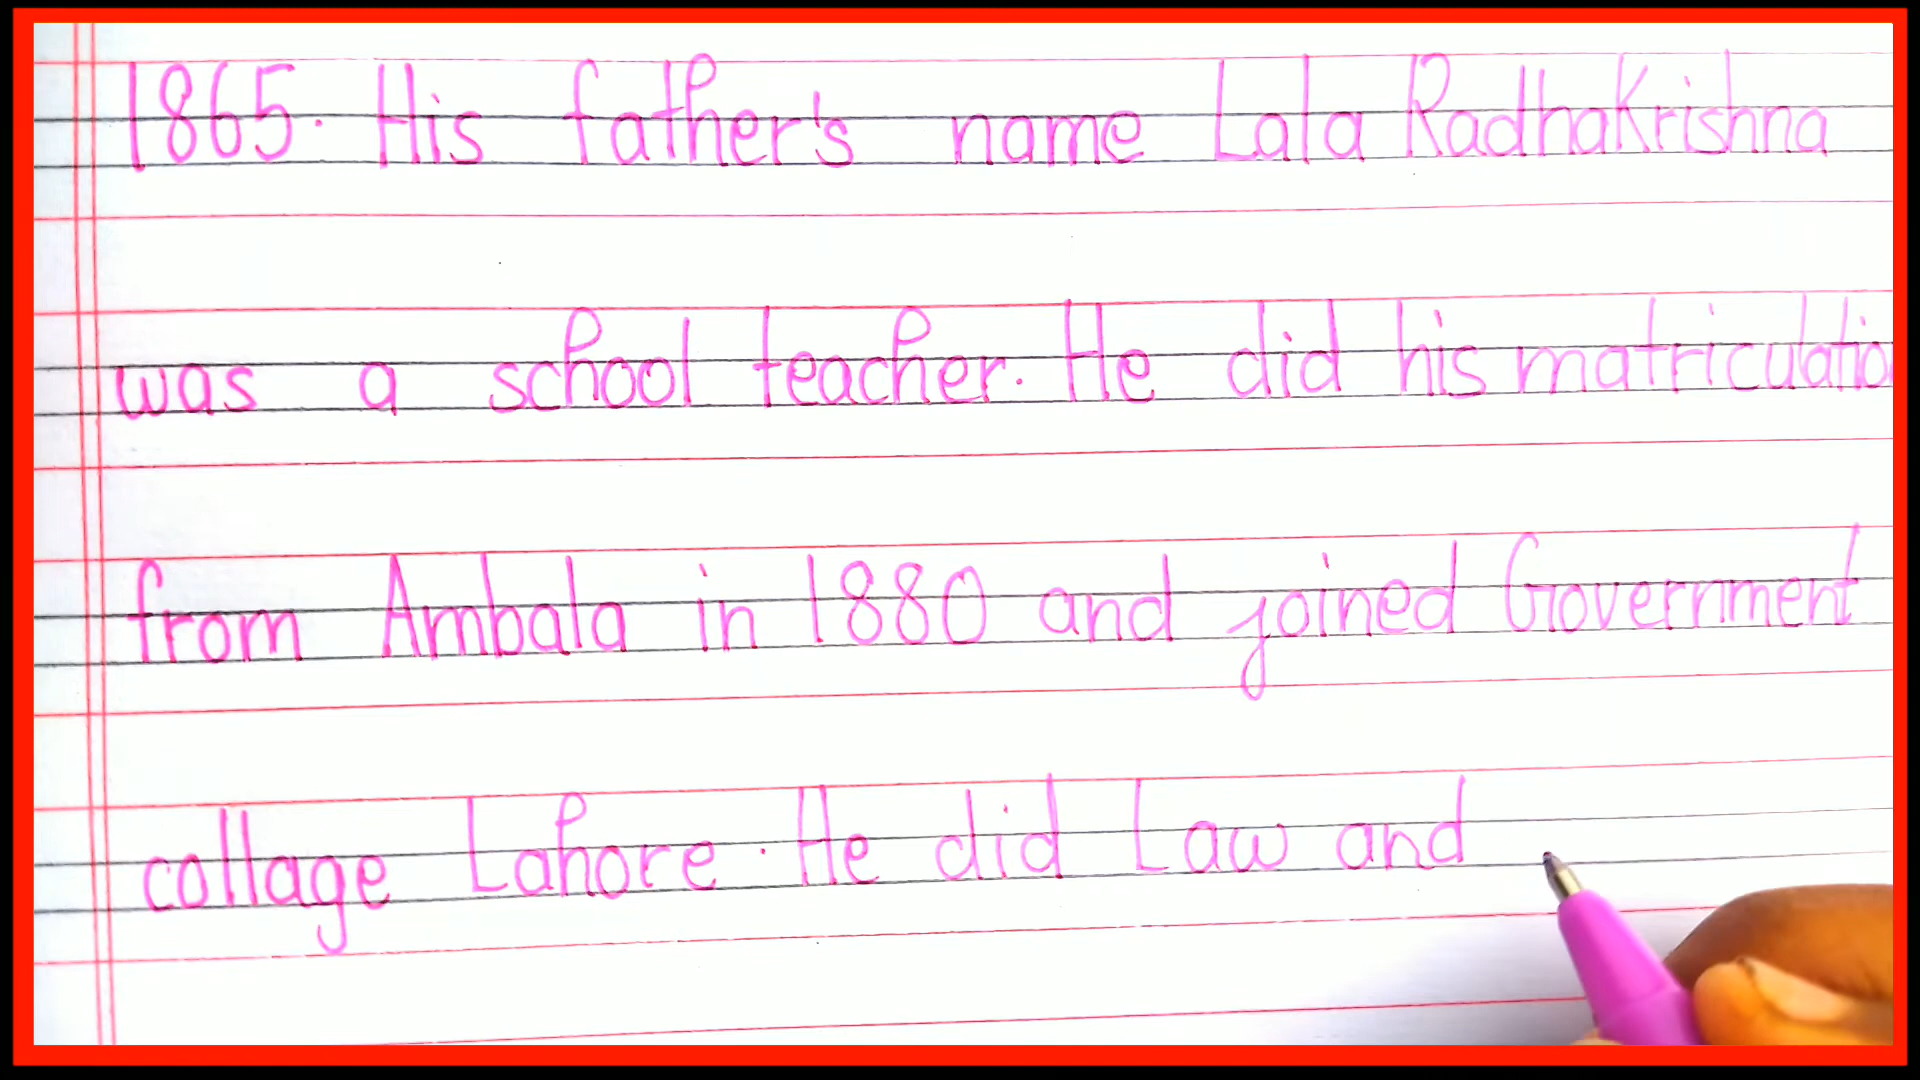 1865. His father's name Lala RadhaKrishna
was a school teacher. He did his matriculatio
from Ambala in 1880 and joined Government
collage Lahore. He did Law and